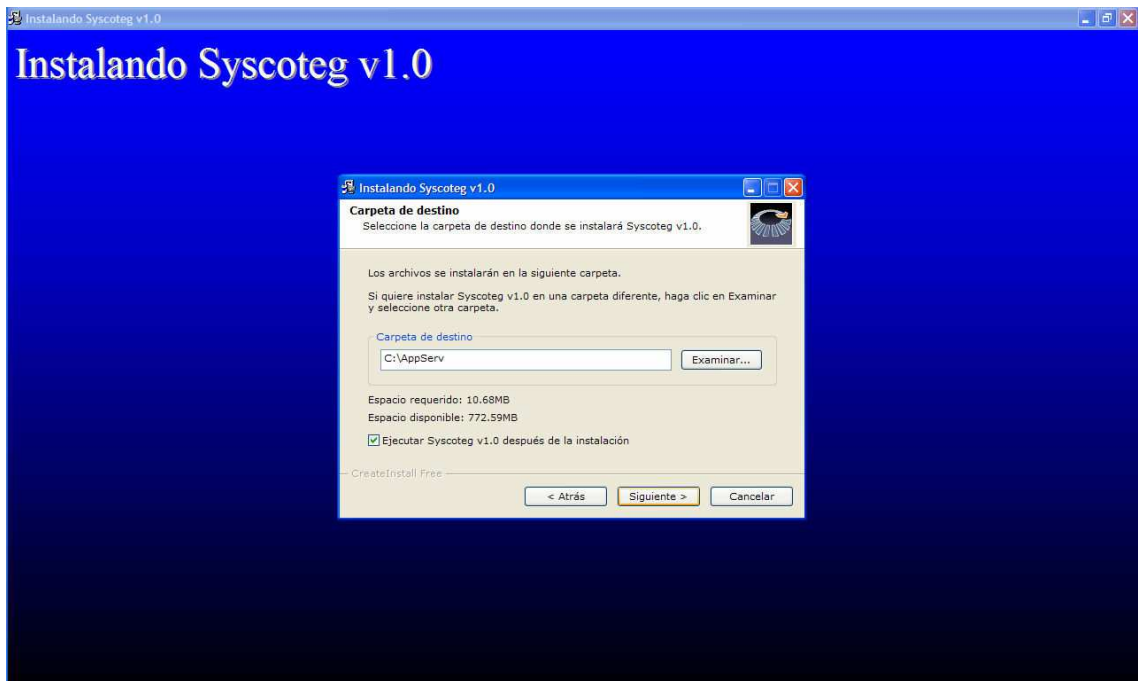 Instalando Syscoteg v1.0
Instalando Syscoteg v1.0
Instalando Syscoteg v1.0
Carpeta de destino
Seleccione la carpeta de destino donde se instalará Syscoteg v1.0.
Los archivos se instalarán en la siguiente carpeta.
Si quiere instalar Syscoteg v1.0 en una carpeta diferente, haga clic en Examinar
y seleccione otra carpeta.
Carpeta de destino
C:\AppServ
Examinar...
Espacio requerido: 10.68MB
Espacio disponible: 772.59MB
Ejecutar Syscoteg v1.0 después de la instalación
CreateInstall Free
< Atrás
Siguiente >
Cancelar